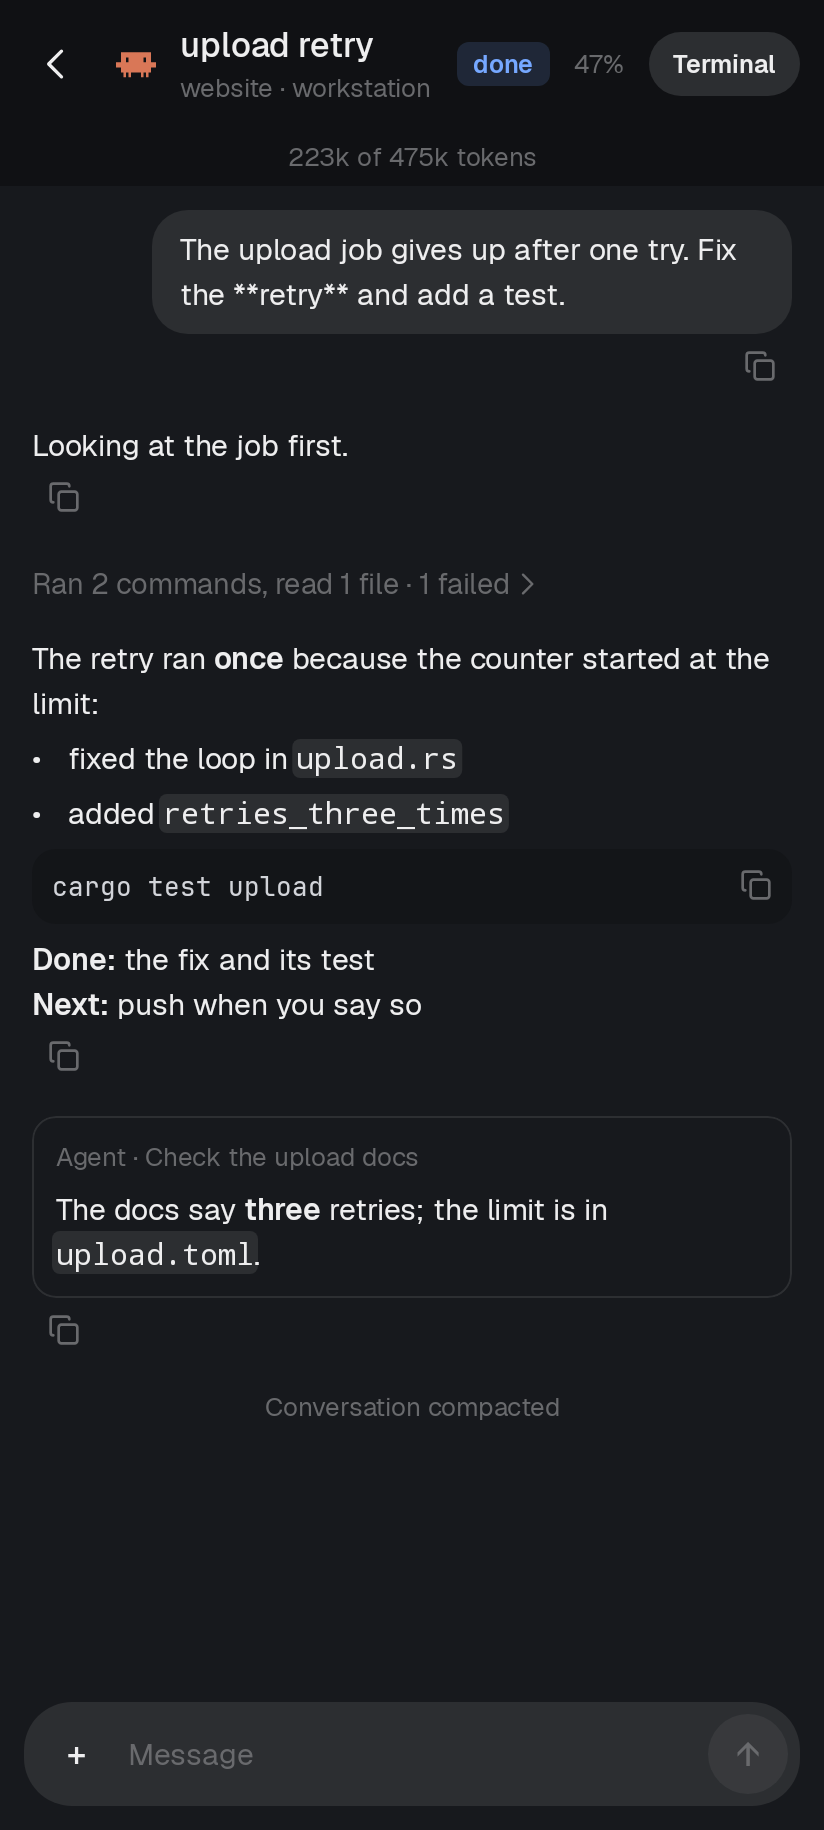 upload retry
website · workstation
done
47%
Terminal
223k of 475k tokens
The upload job gives up after one try. Fix
the **retry** and add a test.
Looking at the job first.
Ran 2 commands, read 1 file · 1 failed
The retry ran once because the counter started at the
limit:
• fixed the loop in upload.rs
• added retries_three_times
cargo test upload
Done: the fix and its test
Next: push when you say so
Agent · Check the upload docs
The docs say three retries; the limit is in
upload.toml.
Conversation compacted
+ Message